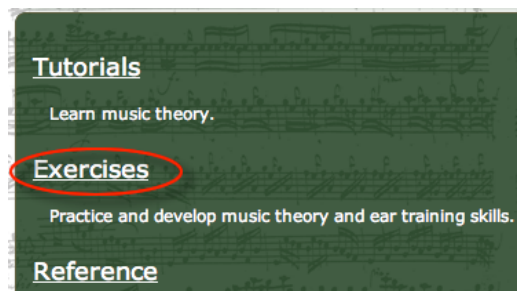 Tutorials
Learn music theory.
Exercises
Practice and develop music theory and ear training skills.
Reference